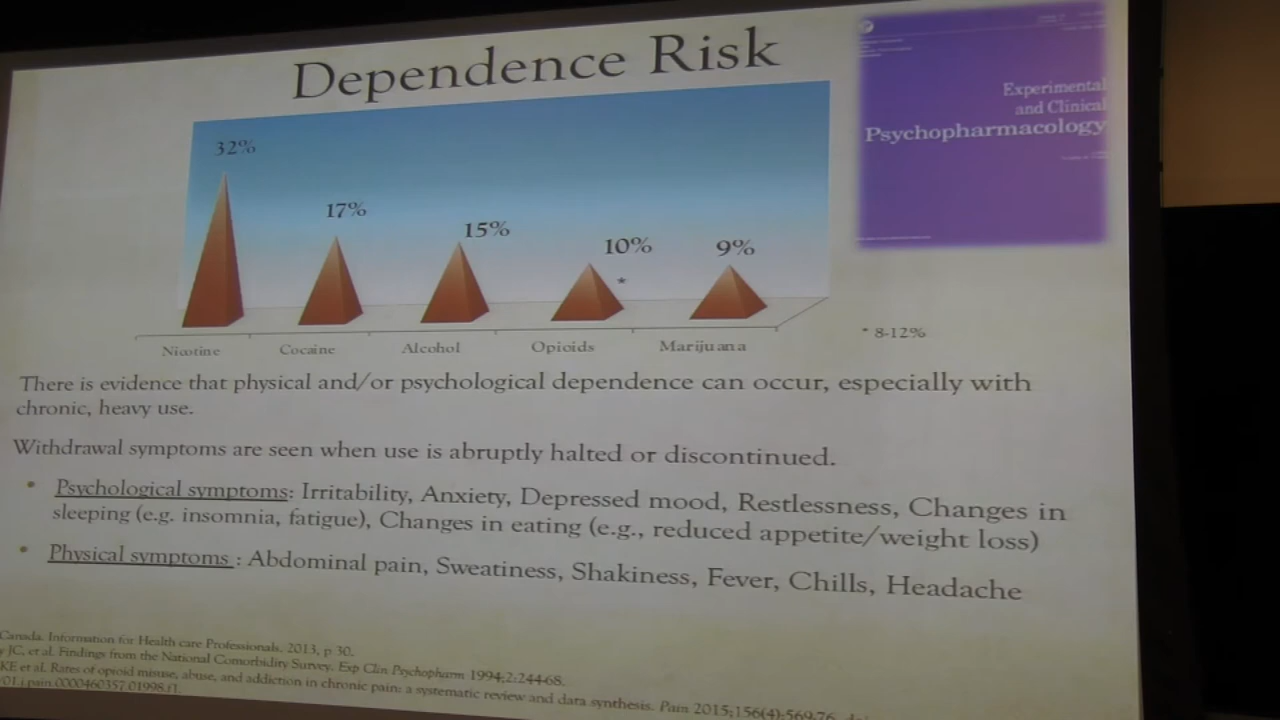 Dependence Risk
Experimental
and Clinical
Psychopharmacology
32%
17%
15%
10%
9%
*
Nicotine
Cocaine
Alcohol
Opioids
Marijuana
* 8-12%
There is evidence that physical and/or psychological dependence can occur, especially with
chronic, heavy use.
Withdrawal symptoms are seen when use is abruptly halted or discontinued.
• Psychological symptoms: Irritability, Anxiety, Depressed mood, Restlessness, Changes in
sleeping (e.g. insomnia, fatigue), Changes in eating (e.g., reduced appetite/weight loss)
• Physical symptoms : Abdominal pain, Sweatiness, Shakiness, Fever, Chills, Headache
Canada. Information for Health care Professionals. 2013, p 30.
JC, et al. Findings from the National Comorbidity Survey. Exp Clin Psychopharm 1994;2:244-68.
KE et al. Rates of opioid misuse, abuse, and addiction in chronic pain: a systematic review and data synthesis. Pain 2015;156(4):569-76.
01.j.pain.0000460357.01998.f1.